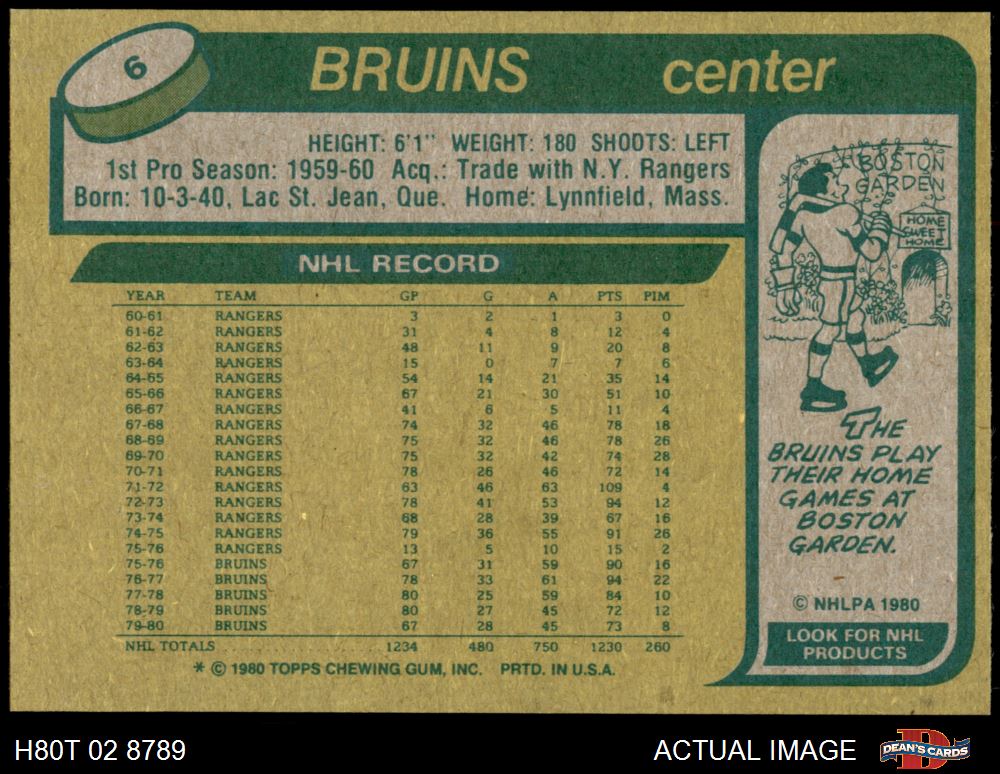 6
BRUINS center
HEIGHT: 6'1" WEIGHT: 180 SHOOTS: LEFT
1st Pro Season: 1959-60 Acq.: Trade with N.Y. Rangers
Born: 10-3-40, Lac St. Jean, Que. Home: Lynnfield, Mass.
NHL RECORD
YEAR TEAM GP G A PTS PIM
60-61 RANGERS 3 2 1 3 0
61-62 RANGERS 31 4 8 12 4
62-63 RANGERS 48 11 9 20 8
63-64 RANGERS 15 0 7 7 6
64-65 RANGERS 54 14 21 35 14
65-66 RANGERS 67 21 30 51 10
66-67 RANGERS 41 6 5 11 4
67-68 RANGERS 74 32 46 78 18
68-69 RANGERS 75 32 46 78 26
69-70 RANGERS 75 32 42 74 28
70-71 RANGERS 78 26 46 72 14
71-72 RANGERS 63 46 63 109 4
72-73 RANGERS 78 41 53 94 12
73-74 RANGERS 68 28 39 67 16
74-75 RANGERS 79 36 55 91 26
75-76 RANGERS 13 5 10 15 2
75-76 BRUINS 67 31 59 90 16
76-77 BRUINS 78 33 61 94 22
77-78 BRUINS 80 25 59 84 10
78-79 BRUINS 80 27 45 72 12
79-80 BRUINS 67 28 45 73 8
NHL TOTALS 1234 480 750 1230 260
* © 1980 TOPPS CHEWING GUM, INC. PRTD. IN U.S.A.
BOSTON
GARDEN
HOME
SWEET
HOME
THE
BRUINS PLAY
THEIR HOME
GAMES AT
BOSTON
GARDEN.
© NHLPA 1980
LOOK FOR NHL
PRODUCTS
H80T 02 8789 ACTUAL IMAGE DEAN'S CARDS